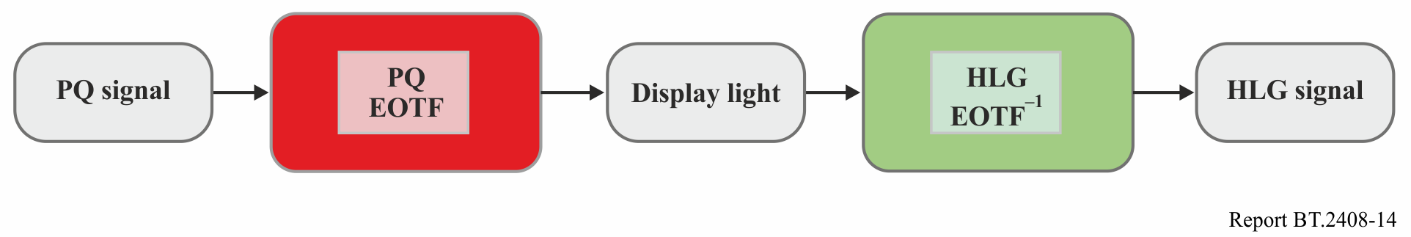 PQ signal
PQ
EOTF
Display light
HLG
EOTF⁻¹
HLG signal
Report BT.2408-14